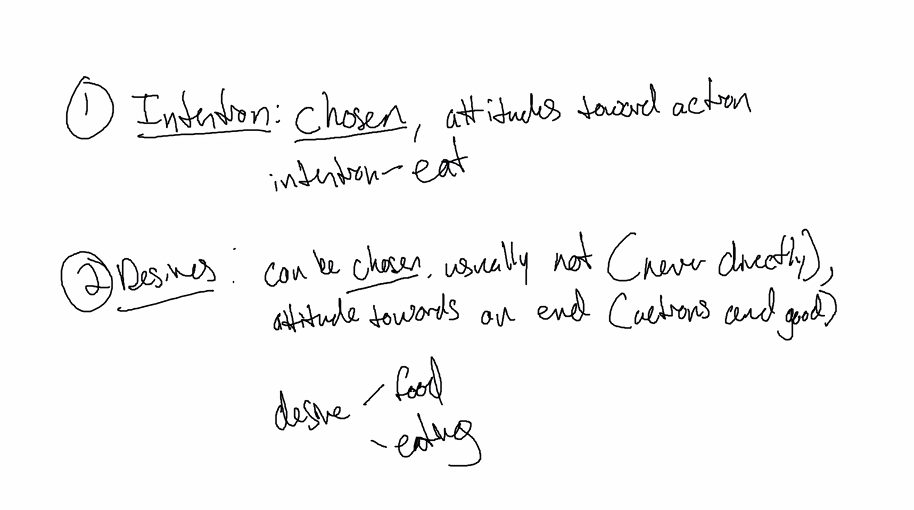 ① Intention: chosen, attitudes toward action
intention - eat
② Desires: can be chosen, usually not (never directly),
attitude towards an end (actions and good)
desire - food
- eating